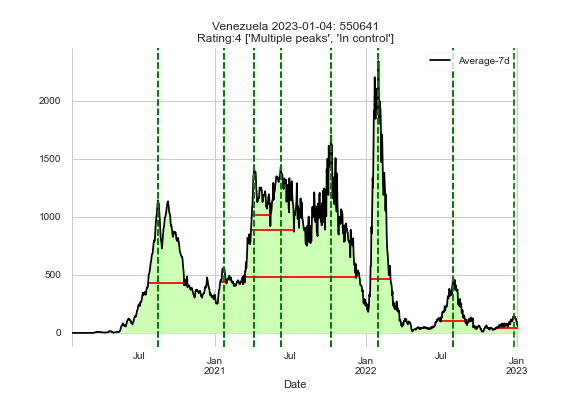 Venezuela 2023-01-04: 550641
Rating:4 ['Multiple peaks', 'In control']
Average-7d
2000
1500
1000
500
0
Jul
Jan
2021
Jul
Jan
2022
Jul
Jan
2023
Date